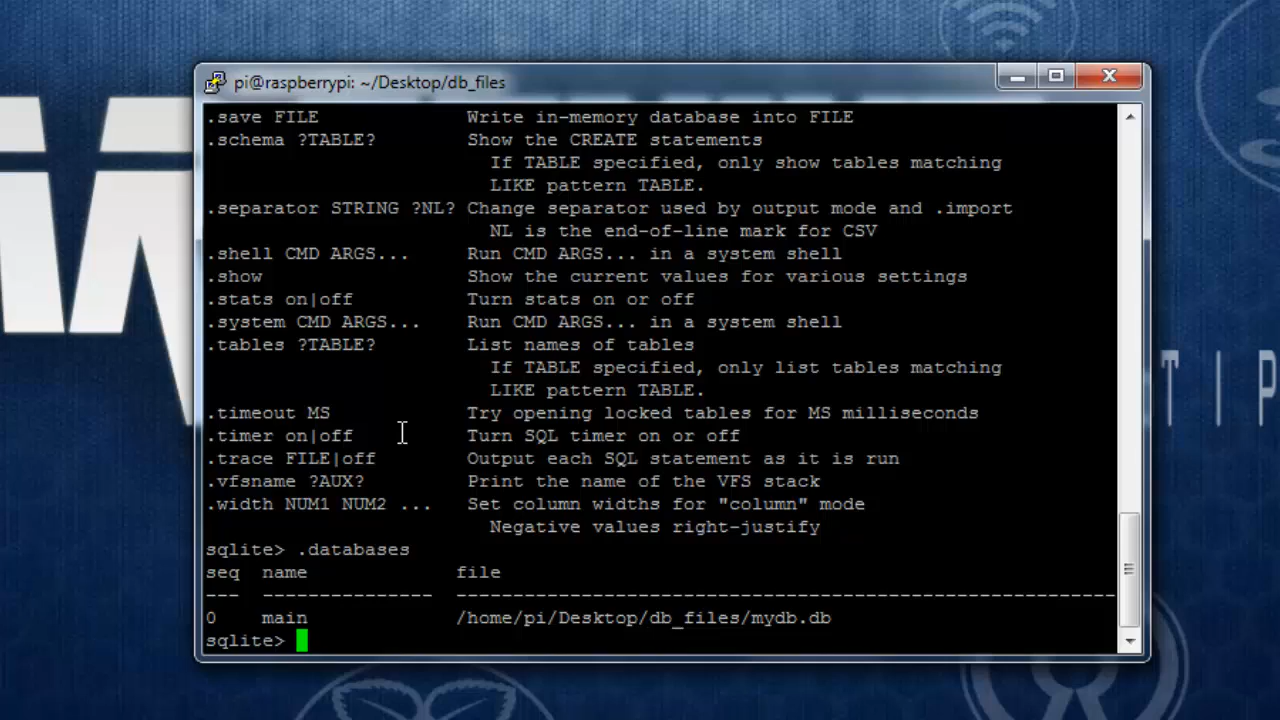 pi@raspberrypi: ~/Desktop/db_files
.save FILE Write in-memory database into FILE
.schema ?TABLE? Show the CREATE statements
If TABLE specified, only show tables matching
LIKE pattern TABLE.
.separator STRING ?NL? Change separator used by output mode and .import
NL is the end-of-line mark for CSV
.shell CMD ARGS... Run CMD ARGS... in a system shell
.show Show the current values for various settings
.stats on|off Turn stats on or off
.system CMD ARGS... Run CMD ARGS... in a system shell
.tables ?TABLE? List names of tables
If TABLE specified, only list tables matching
LIKE pattern TABLE.
.timeout MS Try opening locked tables for MS milliseconds
.timer on|off Turn SQL timer on or off
.trace FILE|off Output each SQL statement as it is run
.vfsname ?AUX? Print the name of the VFS stack
.width NUM1 NUM2 ... Set column widths for "column" mode
Negative values right-justify
sqlite> .databases
seq name file
--- --------------- ----------------------------------------------------------
0 main /home/pi/Desktop/db_files/mydb.db
sqlite>